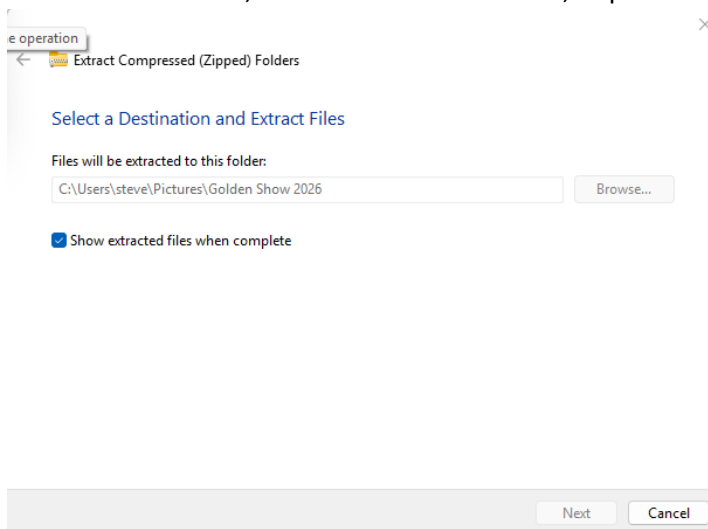 e operation
Extract Compressed (Zipped) Folders
Select a Destination and Extract Files
Files will be extracted to this folder:
C:\Users\steve\Pictures\Golden Show 2026
Browse...
Show extracted files when complete
Next
Cancel